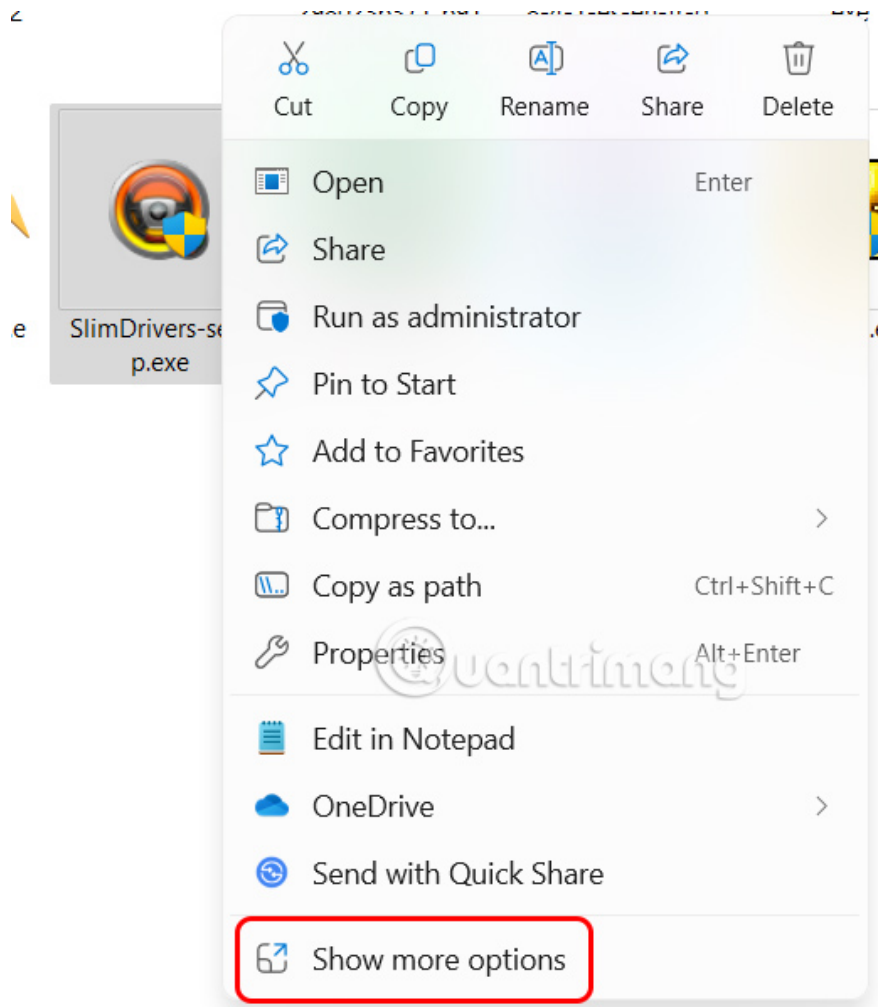 Cut Copy Rename Share Delete
Open Enter
Share
Run as administrator
Pin to Start
Add to Favorites
Compress to...
Copy as path Ctrl+Shift+C
Properties Alt+Enter
Quantrimang
Edit in Notepad
OneDrive
Send with Quick Share
Show more options
SlimDrivers-se
p.exe